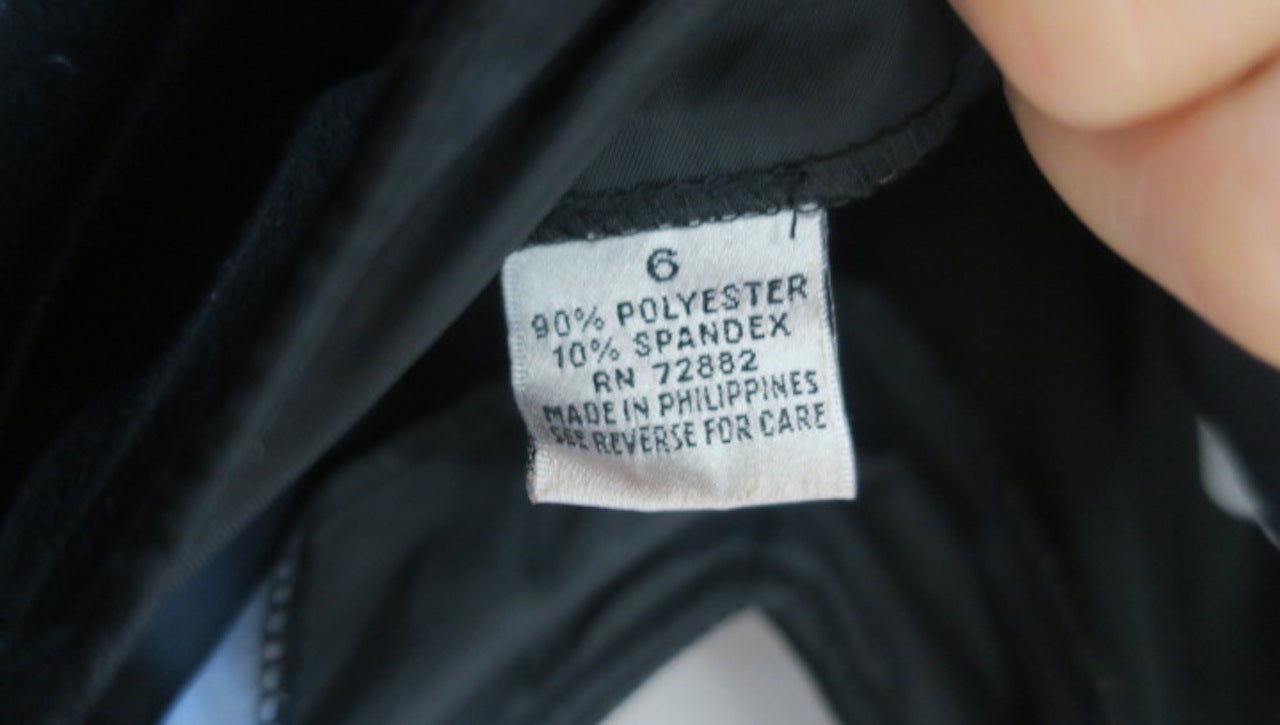 6
90% POLYESTER
10% SPANDEX
RN 72882
MADE IN PHILIPPINES
SEE REVERSE FOR CARE